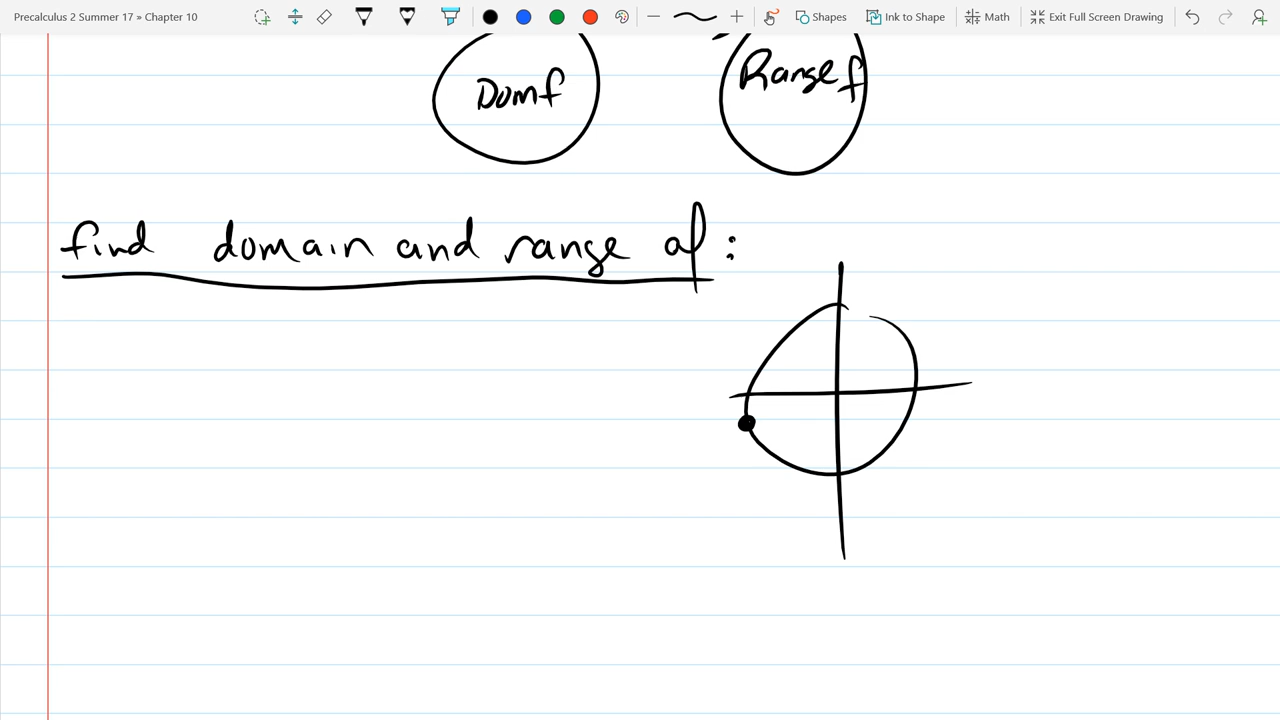 Precalculus 2 Summer 17 » Chapter 10
Shapes
Ink to Shape
Math
Exit Full Screen Drawing
Domf
Range f
find domain and range of: